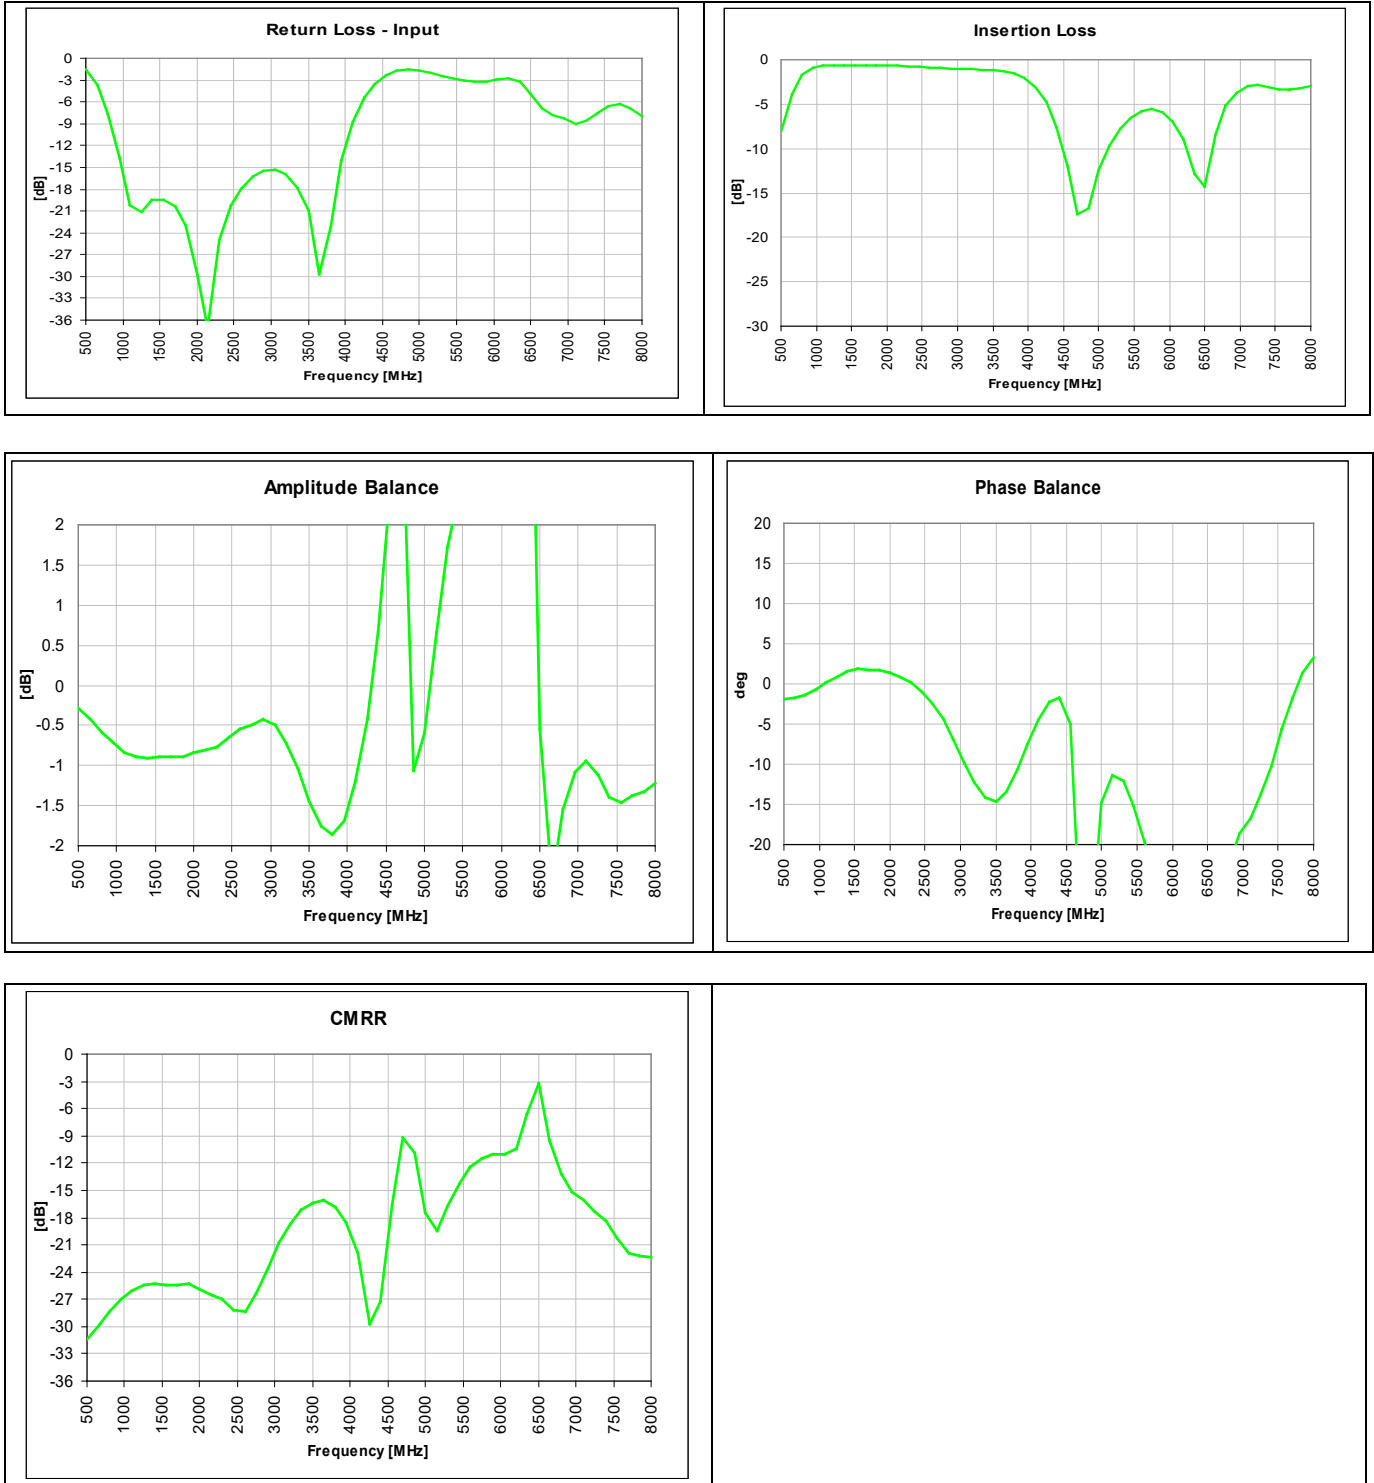 Return Loss - Input
0
-3
-6
-9
-12
-15
-18
-21
-24
-27
-30
-33
-36
[dB]
500 1000 1500 2000 2500 3000 3500 4000 4500 5000 5500 6000 6500 7000 7500 8000
Frequency [MHz]
Insertion Loss
0
-5
-10
-15
-20
-25
-30
[dB]
500 1000 1500 2000 2500 3000 3500 4000 4500 5000 5500 6000 6500 7000 7500 8000
Frequency [MHz]
Amplitude Balance
2
1.5
1
0.5
0
-0.5
-1
-1.5
-2
[dB]
500 1000 1500 2000 2500 3000 3500 4000 4500 5000 5500 6000 6500 7000 7500 8000
Frequency [MHz]
Phase Balance
20
15
10
5
0
-5
-10
-15
-20
deg
500 1000 1500 2000 2500 3000 3500 4000 4500 5000 5500 6000 6500 7000 7500 8000
Frequency [MHz]
CMRR
0
-3
-6
-9
-12
-15
-18
-21
-24
-27
-30
-33
-36
[dB]
500 1000 1500 2000 2500 3000 3500 4000 4500 5000 5500 6000 6500 7000 7500 8000
Frequency [MHz]